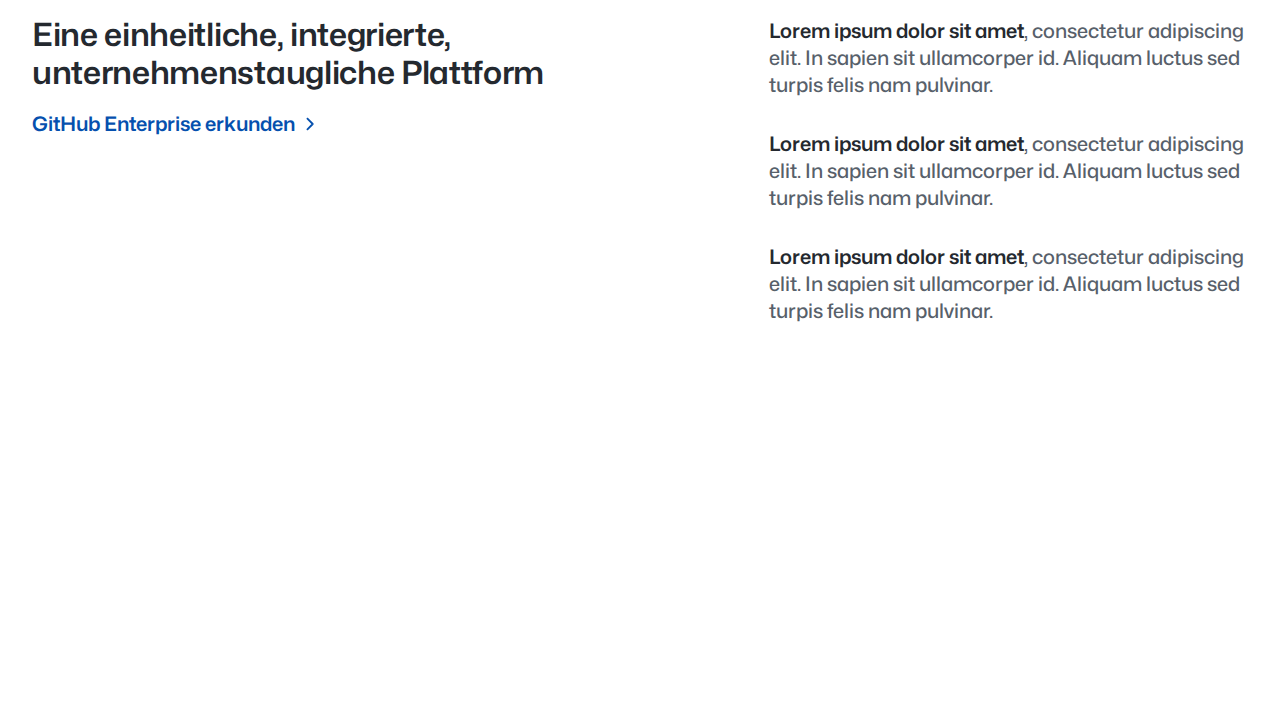 Eine einheitliche, integrierte,
unternehmenstaugliche Plattform
GitHub Enterprise erkunden
Lorem ipsum dolor sit amet, consectetur adipiscing
elit. In sapien sit ullamcorper id. Aliquam luctus sed
turpis felis nam pulvinar.
Lorem ipsum dolor sit amet, consectetur adipiscing
elit. In sapien sit ullamcorper id. Aliquam luctus sed
turpis felis nam pulvinar.
Lorem ipsum dolor sit amet, consectetur adipiscing
elit. In sapien sit ullamcorper id. Aliquam luctus sed
turpis felis nam pulvinar.